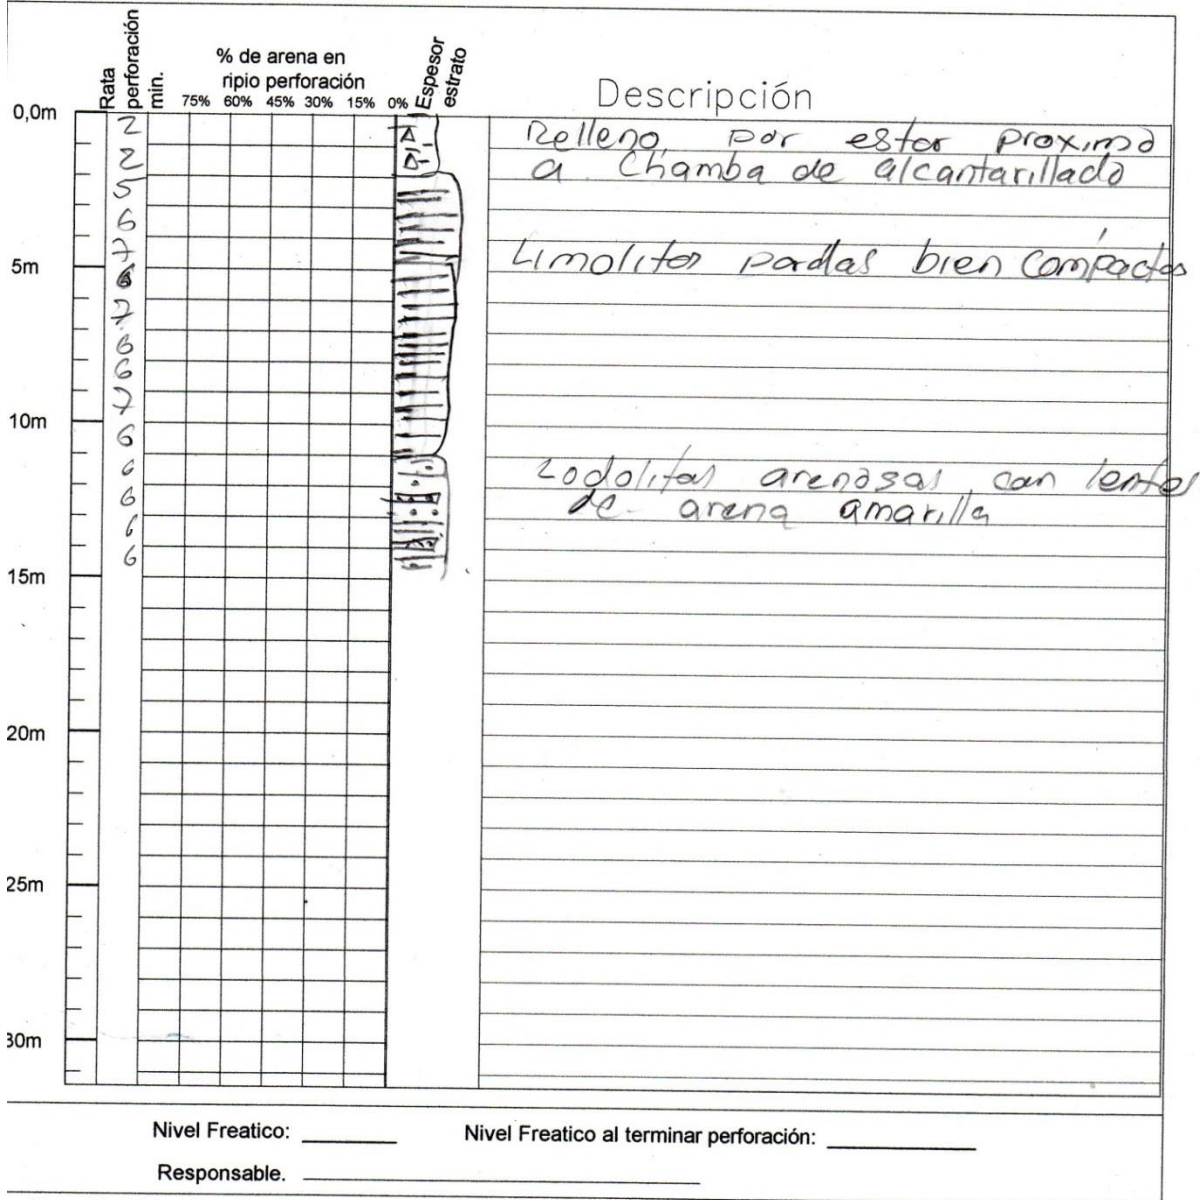 Rata
perforación
min.
% de arena en
ripio perforación
75% 60% 45% 30% 15% 0%
Espesor
estrato
Descripción
0,0m
2
2
5
6
7
5m
6
7
6
6
7
10m
6
6
6
6
6
15m
20m
25m
30m
Relleno, por estar proximo
a Chamba de alcantarillado
Limolitas pardas bien compactas
Lodolitas arenosas con lentes
de arena amarilla
Nivel Freatico:
Nivel Freatico al terminar perforación:
Responsable.